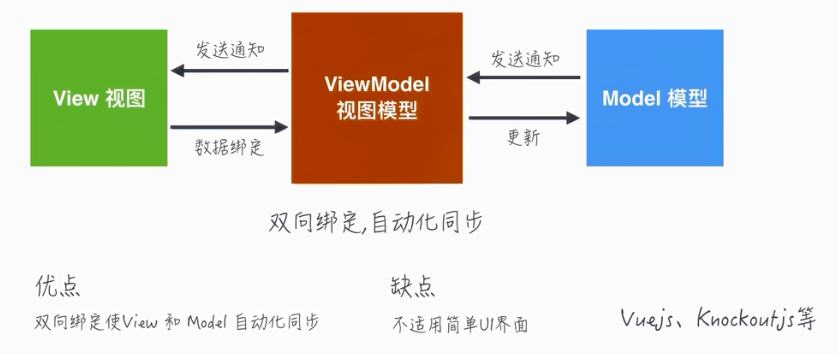 发送通知
发送通知
View 视图
ViewModel
视图模型
Model 模型
数据绑定
更新
双向绑定,自动化同步
优点
缺点
双向绑定使View 和 Model 自动化同步
不适用简单UI界面
Vuejs、Knockoutjs等